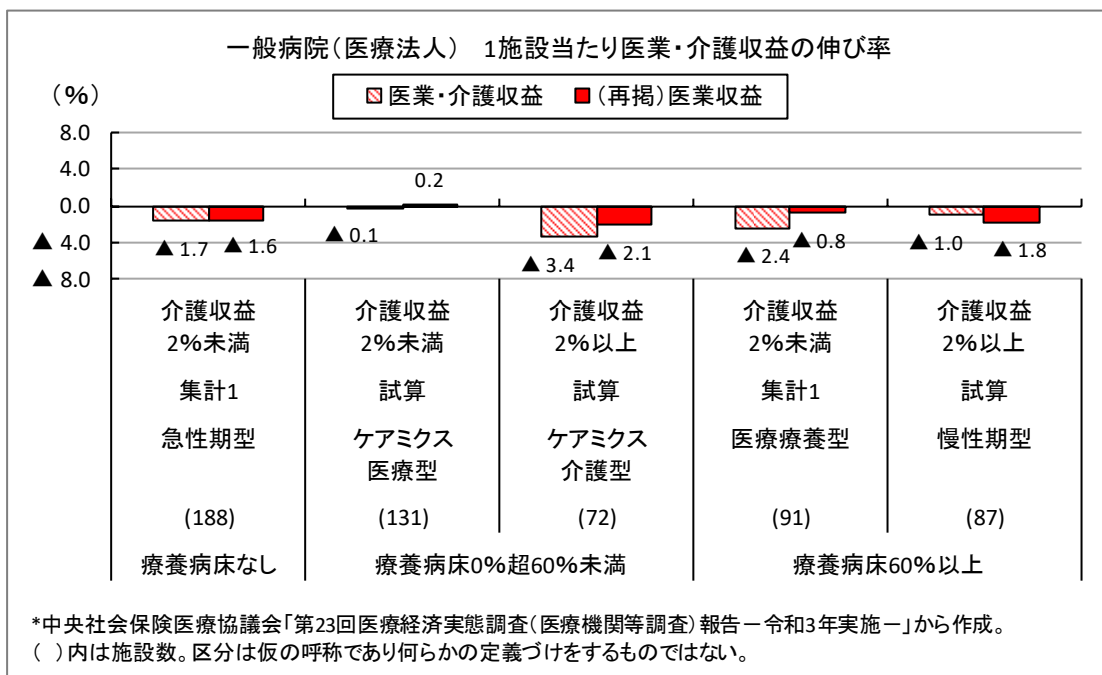 一般病院（医療法人） 1施設当たり医業・介護収益の伸び率
（％）
医業・介護収益 （再掲）医業収益
8.0
4.0
0.0
▲ 4.0
▲ 8.0
▲ 1.7 ▲ 1.6
▲ 0.1 0.2
▲ 3.4 ▲ 2.1
▲ 2.4 ▲ 0.8
▲ 1.0 ▲ 1.8
介護収益 介護収益 介護収益 介護収益 介護収益
2%未満 2%未満 2%以上 2%未満 2%以上
集計1 試算 試算 集計1 試算
急性期型 ケアミクス ケアミクス 医療療養型 慢性期型
医療型 介護型
(188) (131) (72) (91) (87)
療養病床なし 療養病床0%超60%未満 療養病床60%以上
*中央社会保険医療協議会「第23回医療経済実態調査（医療機関等調査）報告－令和3年実施－」から作成。
（ ）内は施設数。区分は仮の呼称であり何らかの定義づけをするものではない。